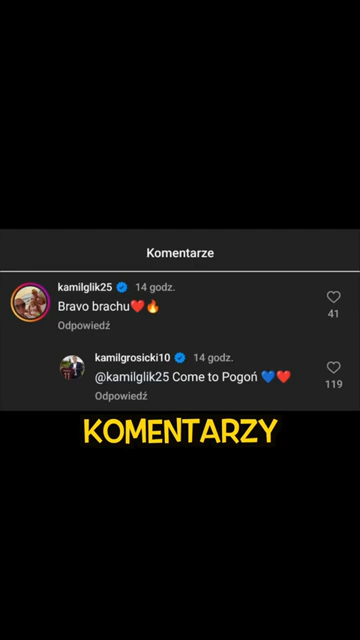 Komentarze
kamilglik25 14 godz.
Bravo brachu❤️🔥
41
Odpowiedź
kamilgrosicki10 14 godz.
@kamilglik25 Come to Pogoń 💙❤️
119
Odpowiedź
KOMENTARZY